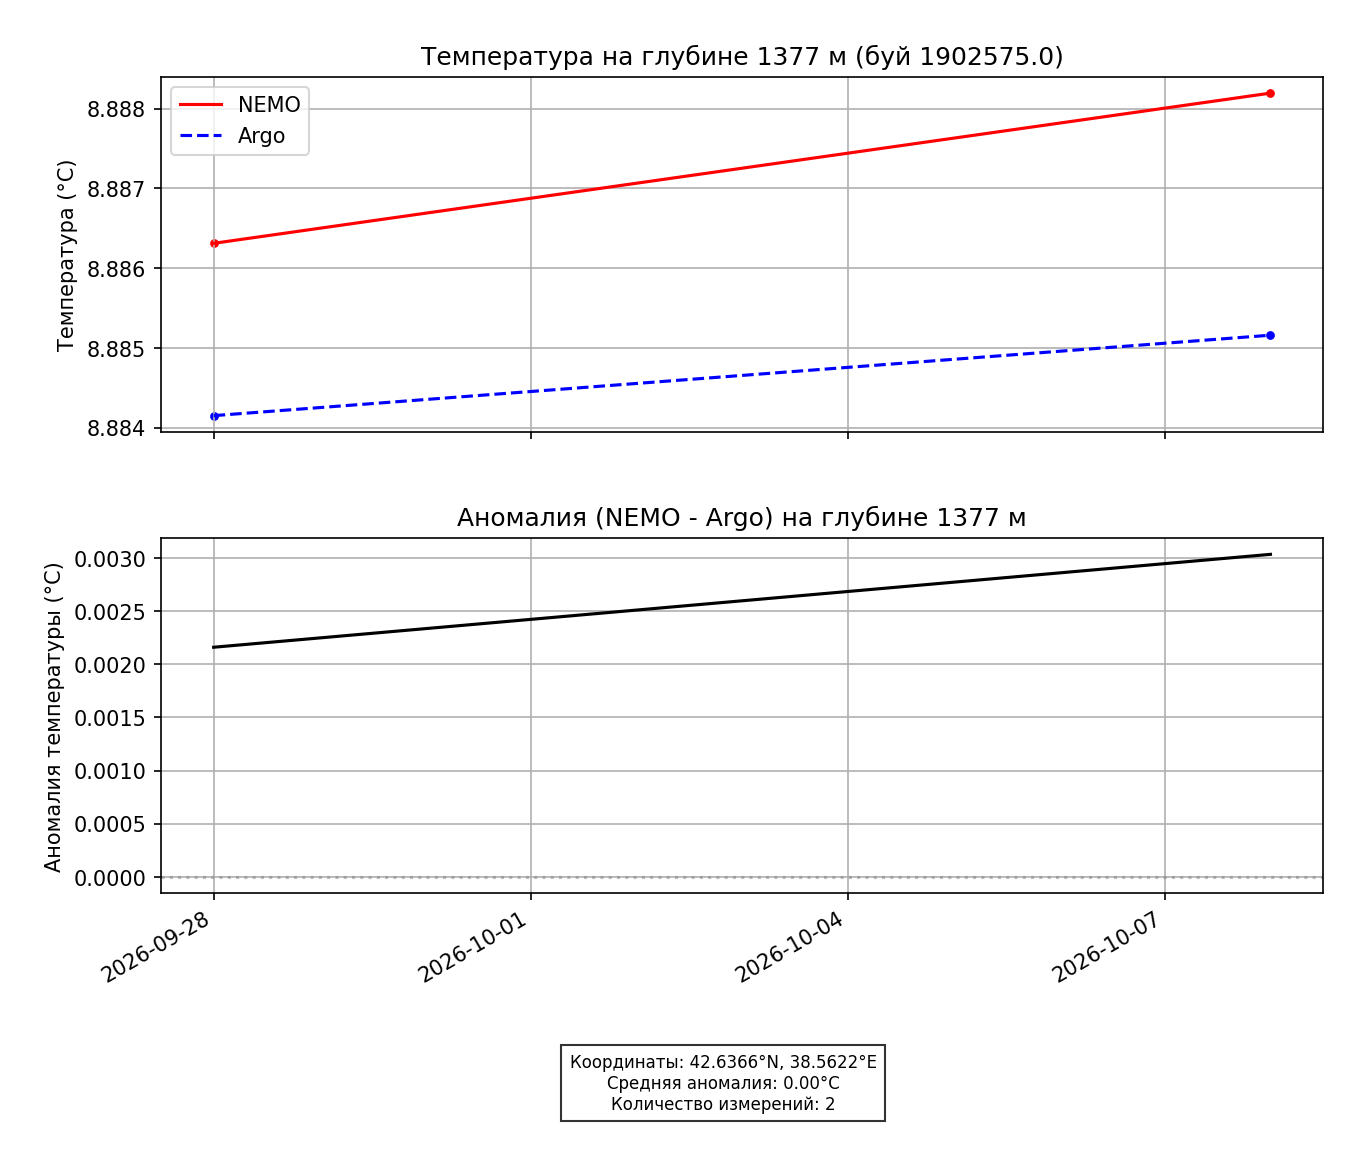 Температура на глубине 1377 м (буй 1902575.0)
NEMO
Argo
Температура (°C)
8.888
8.887
8.886
8.885
8.884
Аномалия (NEMO - Argo) на глубине 1377 м
Аномалия температуры (°C)
0.0030
0.0025
0.0020
0.0015
0.0010
0.0005
0.0000
2026-09-28
2026-10-01
2026-10-04
2026-10-07
Координаты: 42.6366°N, 38.5622°E
Средняя аномалия: 0.00°C
Количество измерений: 2